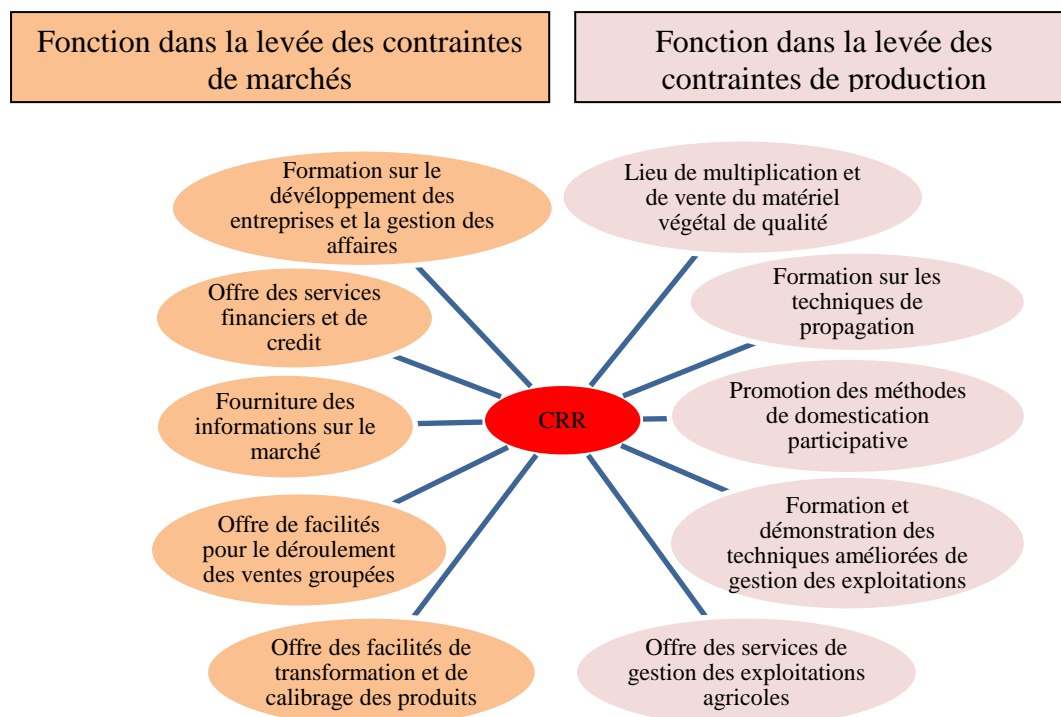 Fonction dans la levée des contraintes
de marchés
Fonction dans la levée des
contraintes de production
Formation sur le
dévéloppement des
entreprises et la gestion des
affaires
Offre des services
financiers et de
credit
Fourniture des
informations sur le
marché
Offre de facilités
pour le déroulement
des ventes groupées
Offre des facilités de
transformation et de
calibrage des produits
CRR
Lieu de multiplication et
de vente du matériel
végétal de qualité
Formation sur les
techniques de
propagation
Promotion des méthodes
de domestication
participative
Formation et
démonstration des
techniques améliorées de
gestion des exploitations
Offre des services de
gestion des exploitations
agricoles